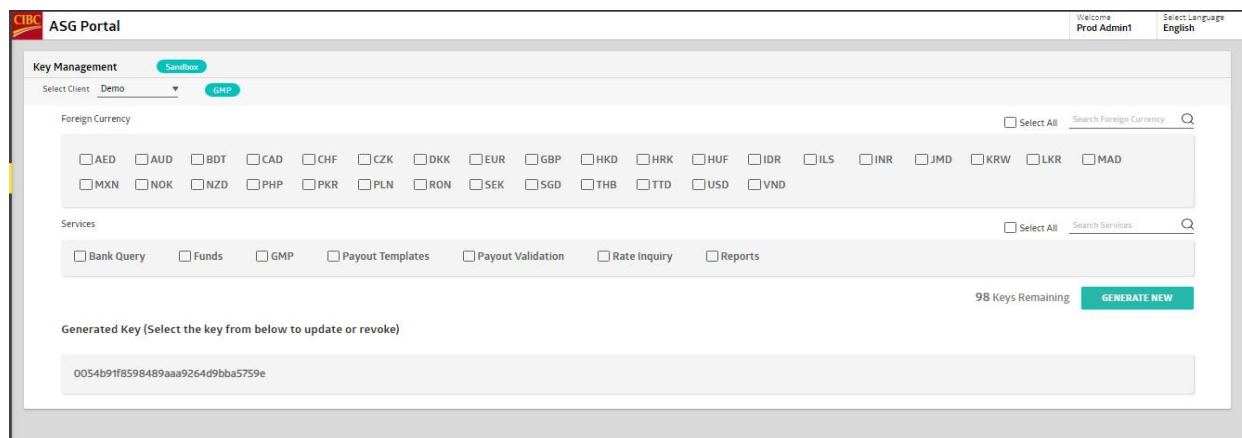 CIBC ASG Portal
Welcome
Prod Admin1
Select Language
English
Key Management Sandbox
Select Client Demo GMP
Foreign Currency Select All Search Foreign Currency
AED AUD BDT CAD CHF CZK DKK EUR GBP HKD HRK HUF IDR ILS INR JMD KRW LKR MAD
MXN NOK NZD PHP PKR PLN RON SEK SGD THB TTD USD VND
Services Select All Search Services
Bank Query Funds GMP Payout Templates Payout Validation Rate Inquiry Reports
98 Keys Remaining GENERATE NEW
Generated Key (Select the key from below to update or revoke)
0054b91f8598489aaa9264d9bba5759e